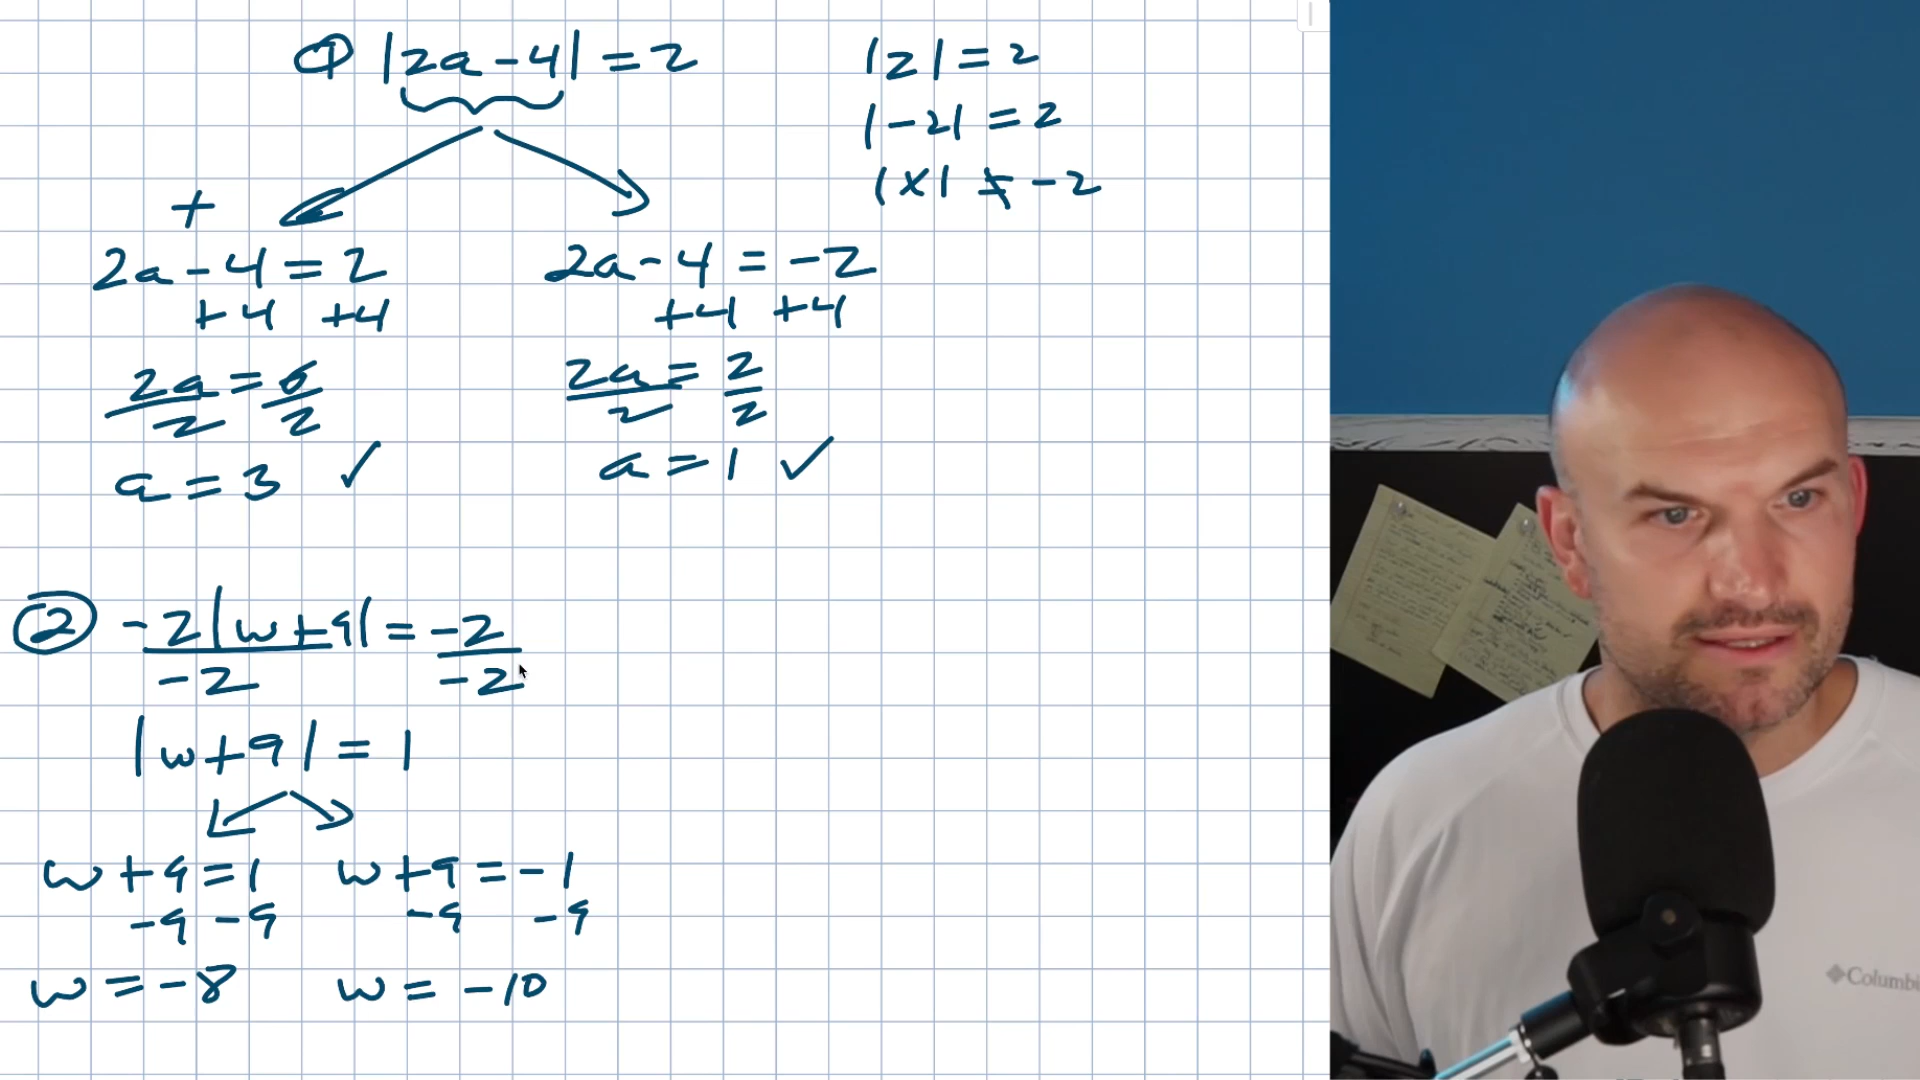 ① |2a-4| = 2
|2| = 2
|-2| = 2
|x| ≠ -2
+
2a-4=2
+4 +4
2a = 6
2 2
a = 3 ✓
2a-4 = -2
+4 +4
2a = 2
2 2
a = 1 ✓
② -2|w+9| = -2
-2 -2
|w+9| = 1
w+9=1
-9 -9
w = -8
w+9=-1
-9 -9
w = -10
Columbi